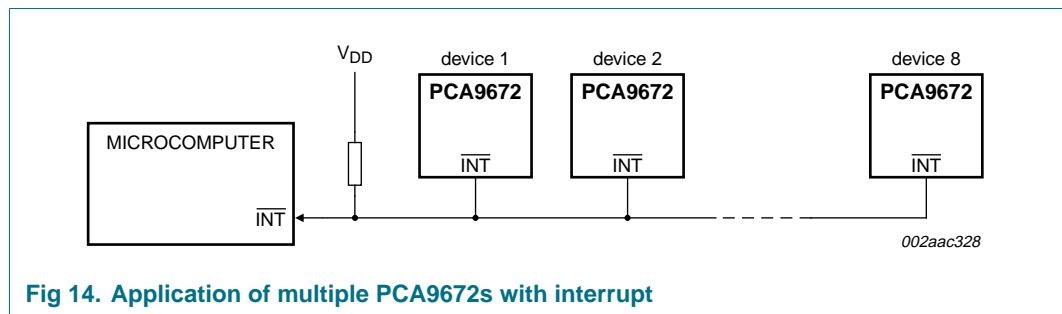 V_DD
device 1
device 2
device 8
PCA9672
PCA9672
PCA9672
MICROCOMPUTER
INT
INT
INT
INT
002aac328
Fig 14. Application of multiple PCA9672s with interrupt